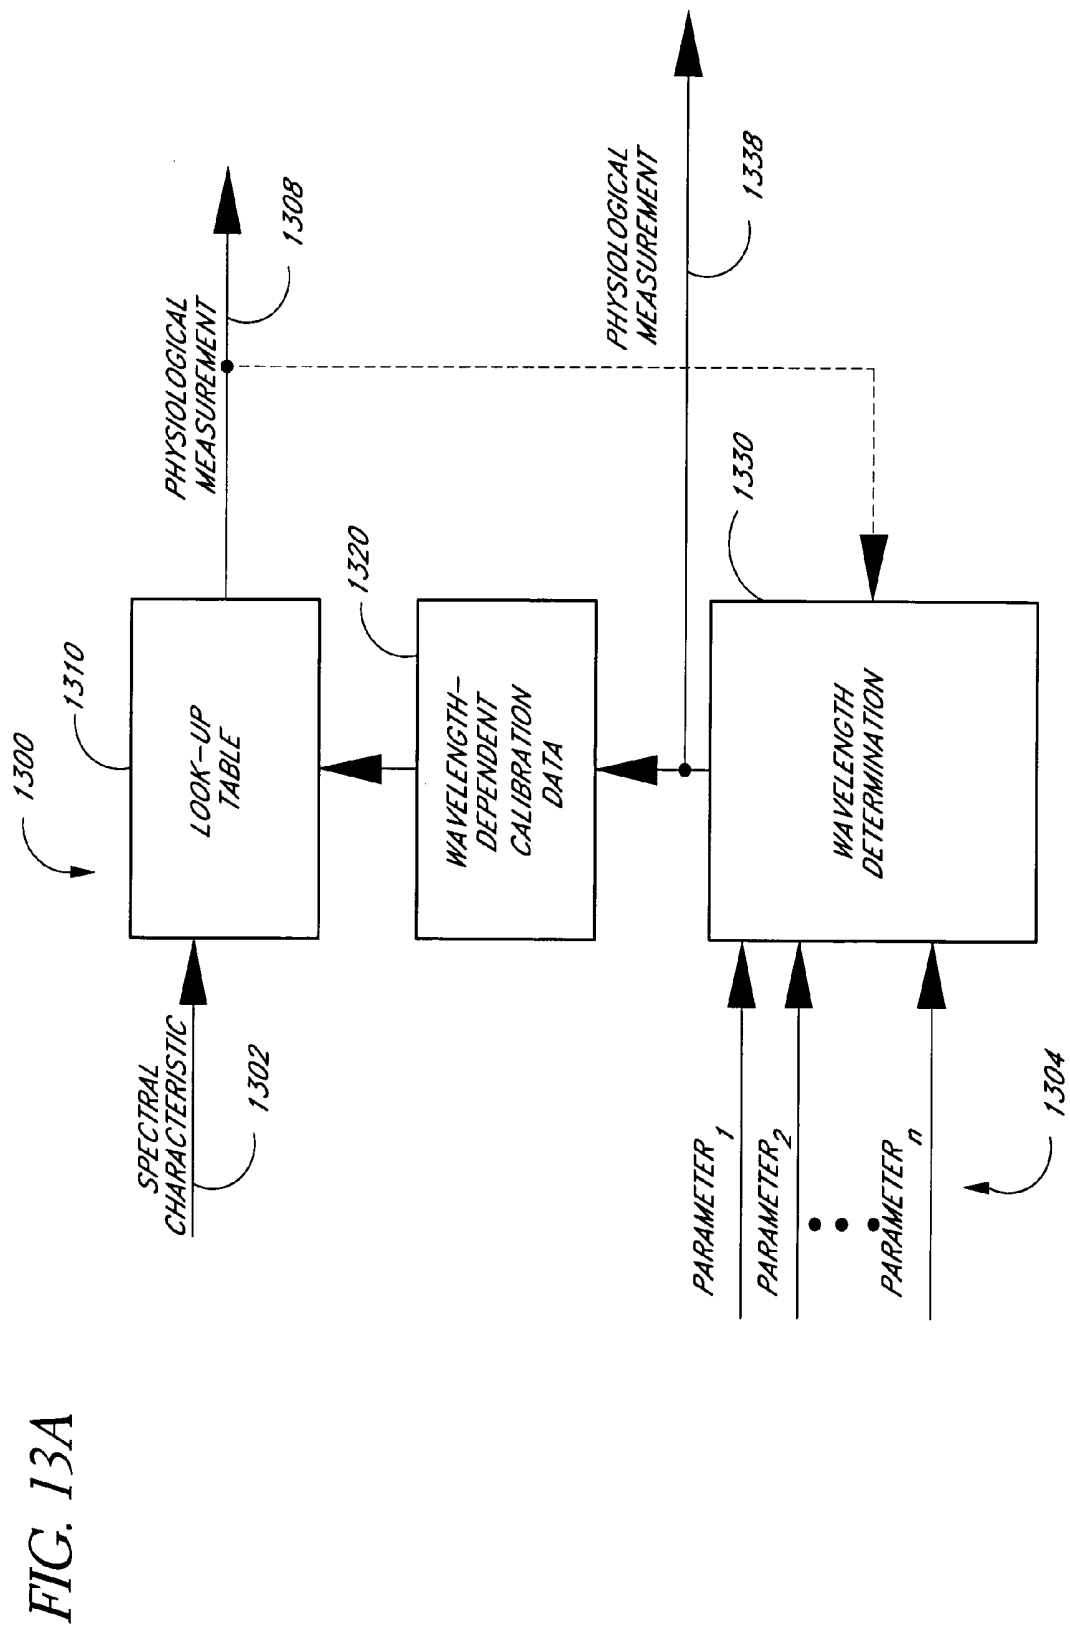 FIG. 13A
1300
SPECTRAL
CHARACTERISTIC
1302
1310
LOOK-UP
TABLE
PHYSIOLOGICAL
MEASUREMENT
1308
1320
WAVELENGTH-
DEPENDENT
CALIBRATION
DATA
PHYSIOLOGICAL
MEASUREMENT
1338
1330
WAVELENGTH
DETERMINATION
PARAMETER1
PARAMETER2
PARAMETERn
1304